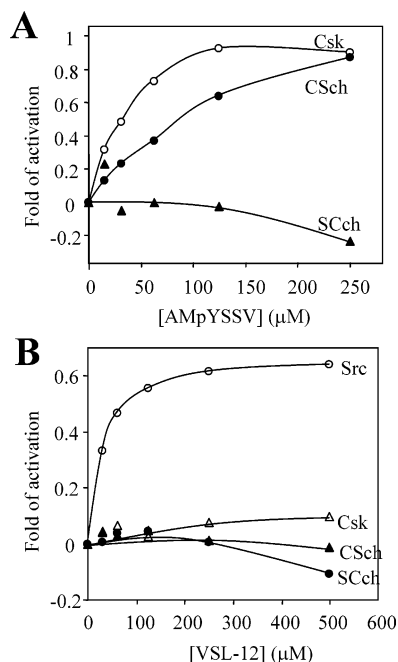 A
1
0.8
0.6
0.4
0.2
0
-0.2
Fold of activation
Csk
CSch
SCch
0 50 100 150 200 250
[AMpYSSV] (μM)
B
0.6
0.4
0.2
0.0
-0.2
Fold of activation
Src
Csk
CSch
SCch
0 100 200 300 400 500 600
[VSL-12] (μM)